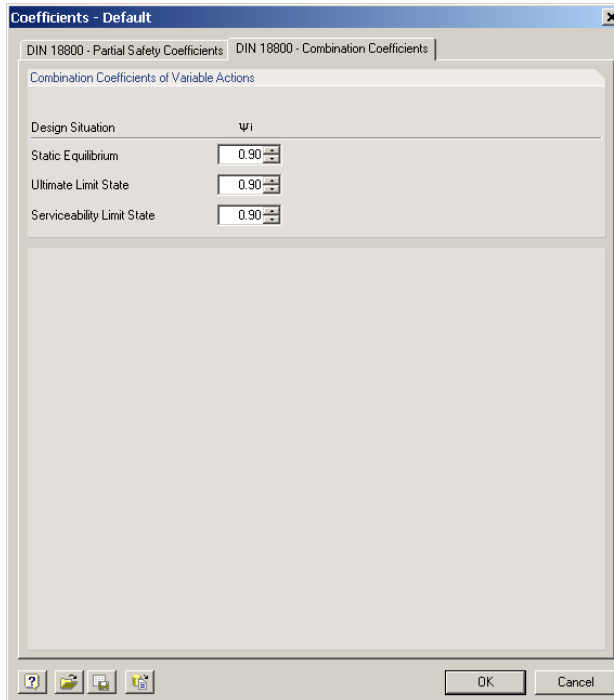 Coefficients - Default
DIN 18800 - Partial Safety Coefficients DIN 18800 - Combination Coefficients
Combination Coefficients of Variable Actions
Design Situation Ψi
Static Equilibrium 0.90
Ultimate Limit State 0.90
Serviceability Limit State 0.90
OK Cancel